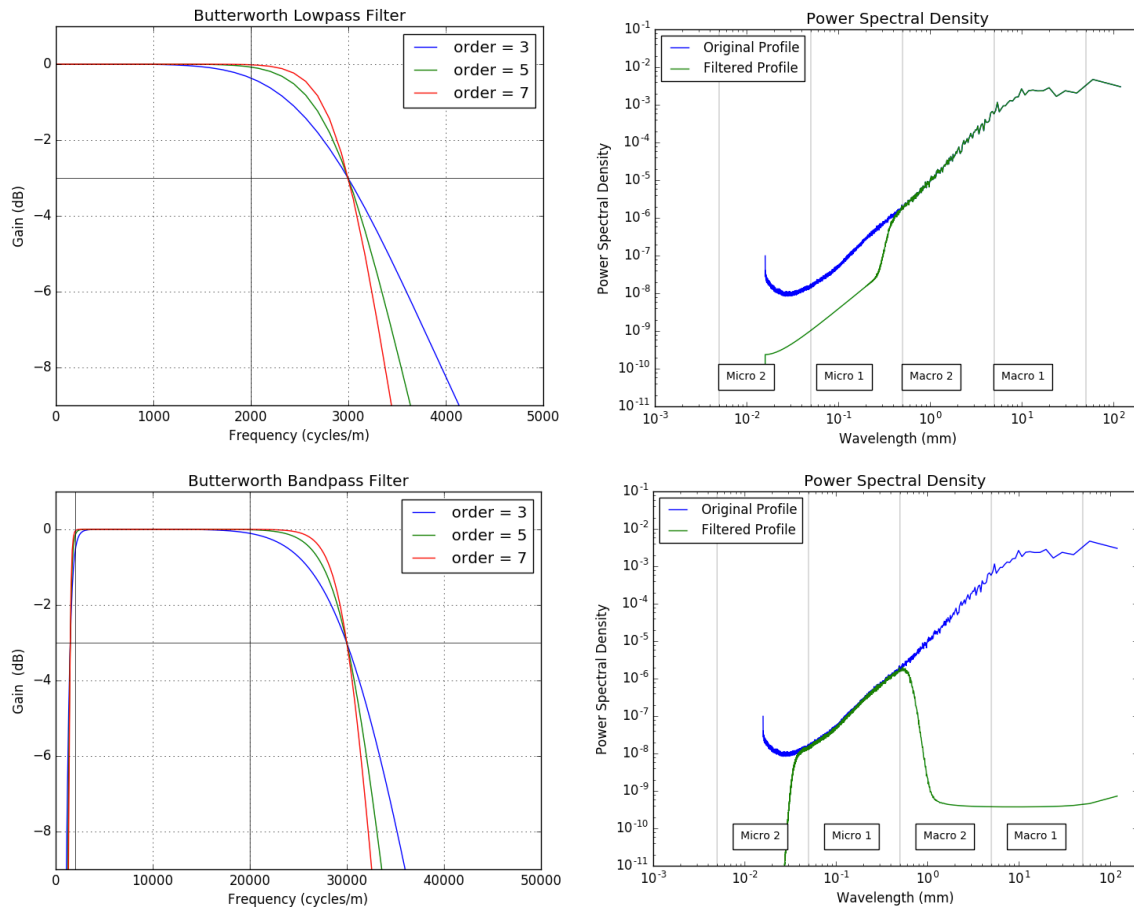 Butterworth Lowpass Filter
order = 3
order = 5
order = 7
Gain (dB)
0
−2
−4
−6
−8
0 1000 2000 3000 4000 5000
Frequency (cycles/m)
Power Spectral Density
Original Profile
Filtered Profile
Power Spectral Density
10^-1
10^-2
10^-3
10^-4
10^-5
10^-6
10^-7
10^-8
10^-9
10^-10
10^-11
Micro 2 Micro 1 Macro 2 Macro 1
10^-3 10^-2 10^-1 10^0 10^1 10^2
Wavelength (mm)
Butterworth Bandpass Filter
order = 3
order = 5
order = 7
Gain (dB)
0
−2
−4
−6
−8
0 10000 20000 30000 40000 50000
Frequency (cycles/m)
Power Spectral Density
Original Profile
Filtered Profile
Power Spectral Density
10^-1
10^-2
10^-3
10^-4
10^-5
10^-6
10^-7
10^-8
10^-9
10^-10
10^-11
Micro 2 Micro 1 Macro 2 Macro 1
10^-3 10^-2 10^-1 10^0 10^1 10^2
Wavelength (mm)